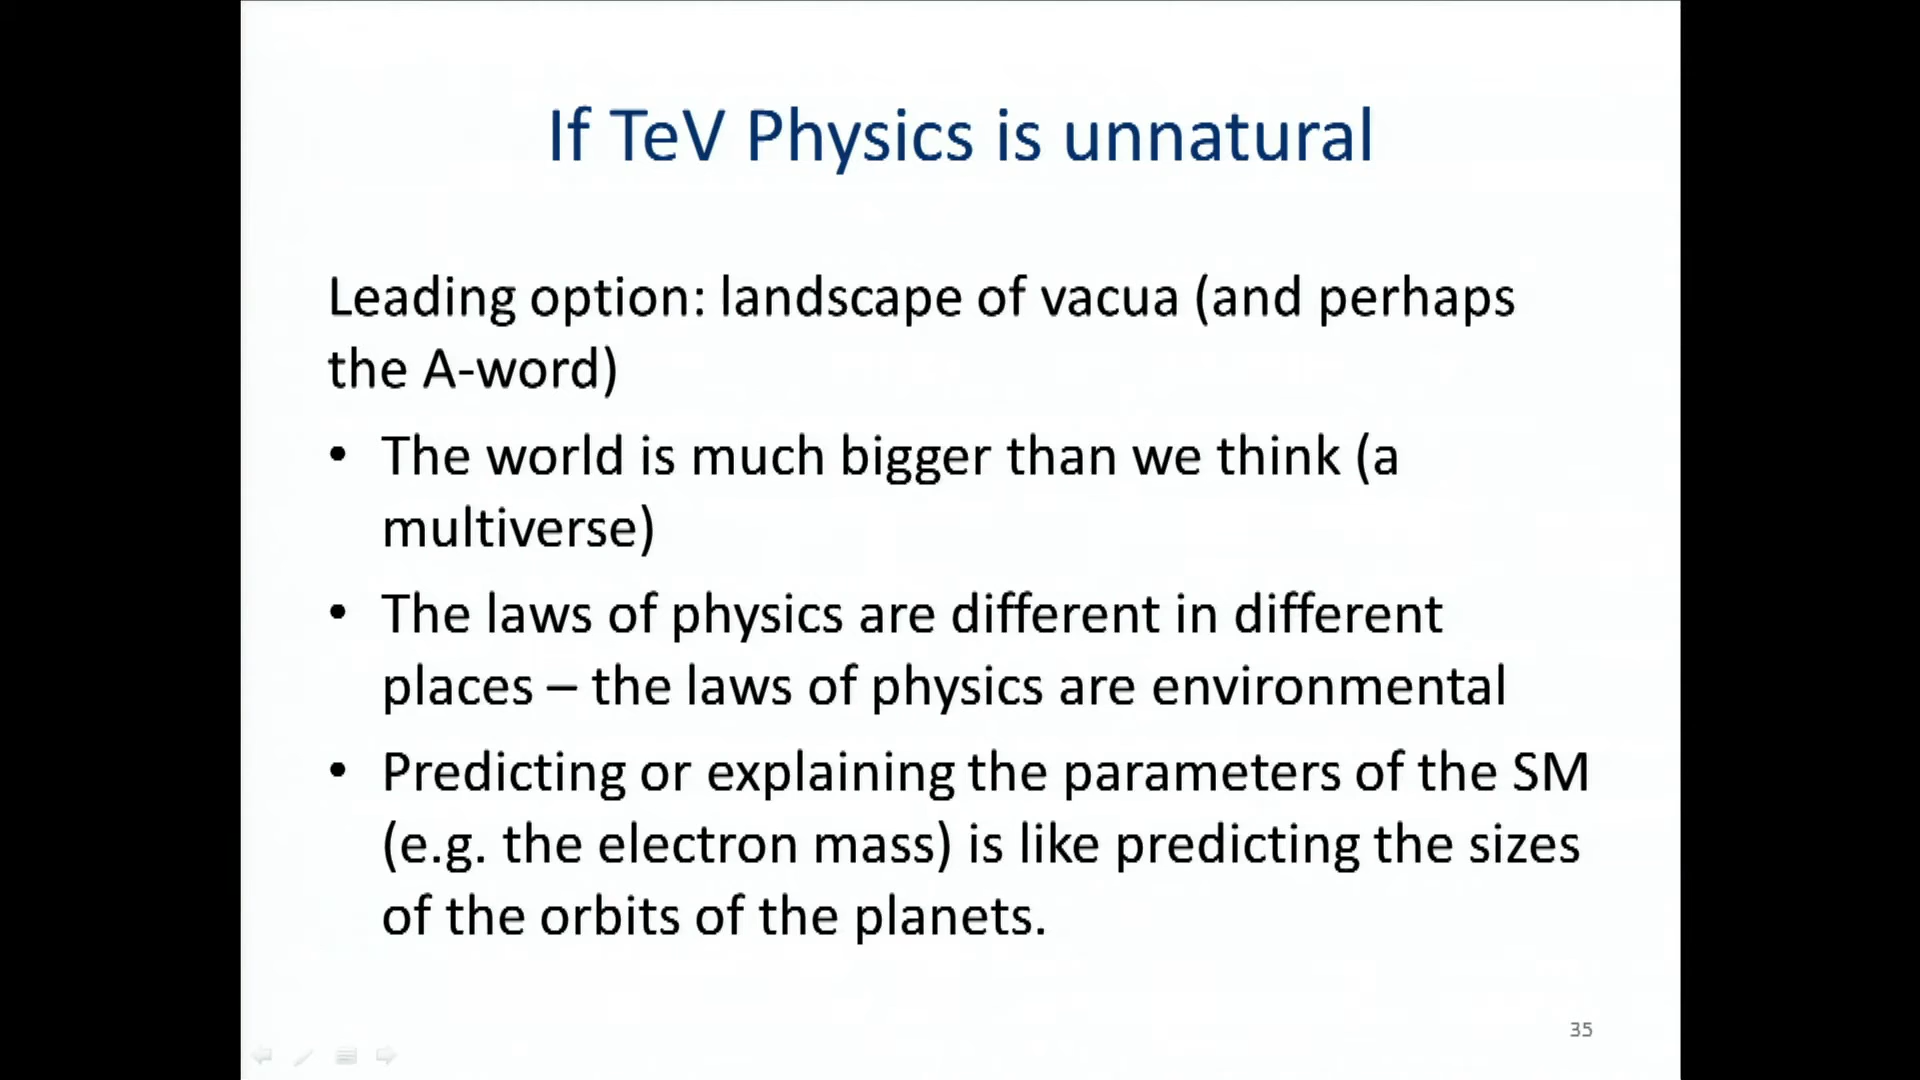 If TeV Physics is unnatural
Leading option: landscape of vacua (and perhaps
the A-word)
• The world is much bigger than we think (a
multiverse)
• The laws of physics are different in different
places – the laws of physics are environmental
• Predicting or explaining the parameters of the SM
(e.g. the electron mass) is like predicting the sizes
of the orbits of the planets.
35